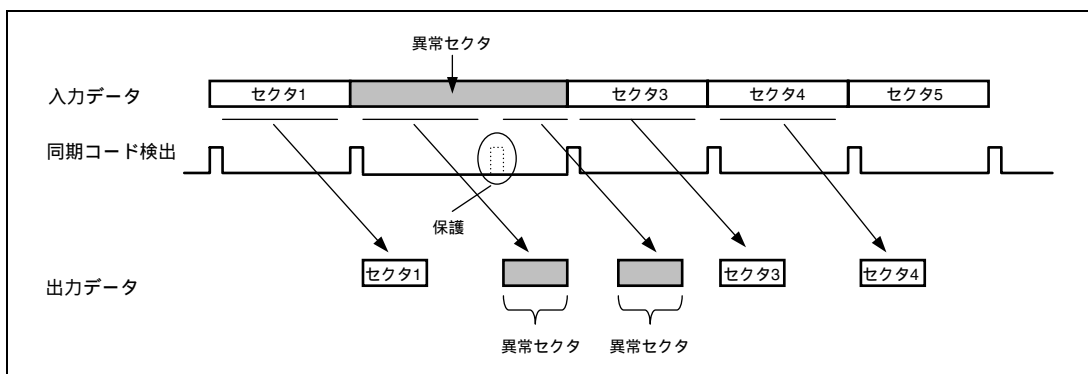 異常セクタ
入力データ
セクタ1
セクタ3
セクタ4
セクタ5
同期コード検出
保護
出力データ
セクタ1
セクタ3
セクタ4
異常セクタ
異常セクタ